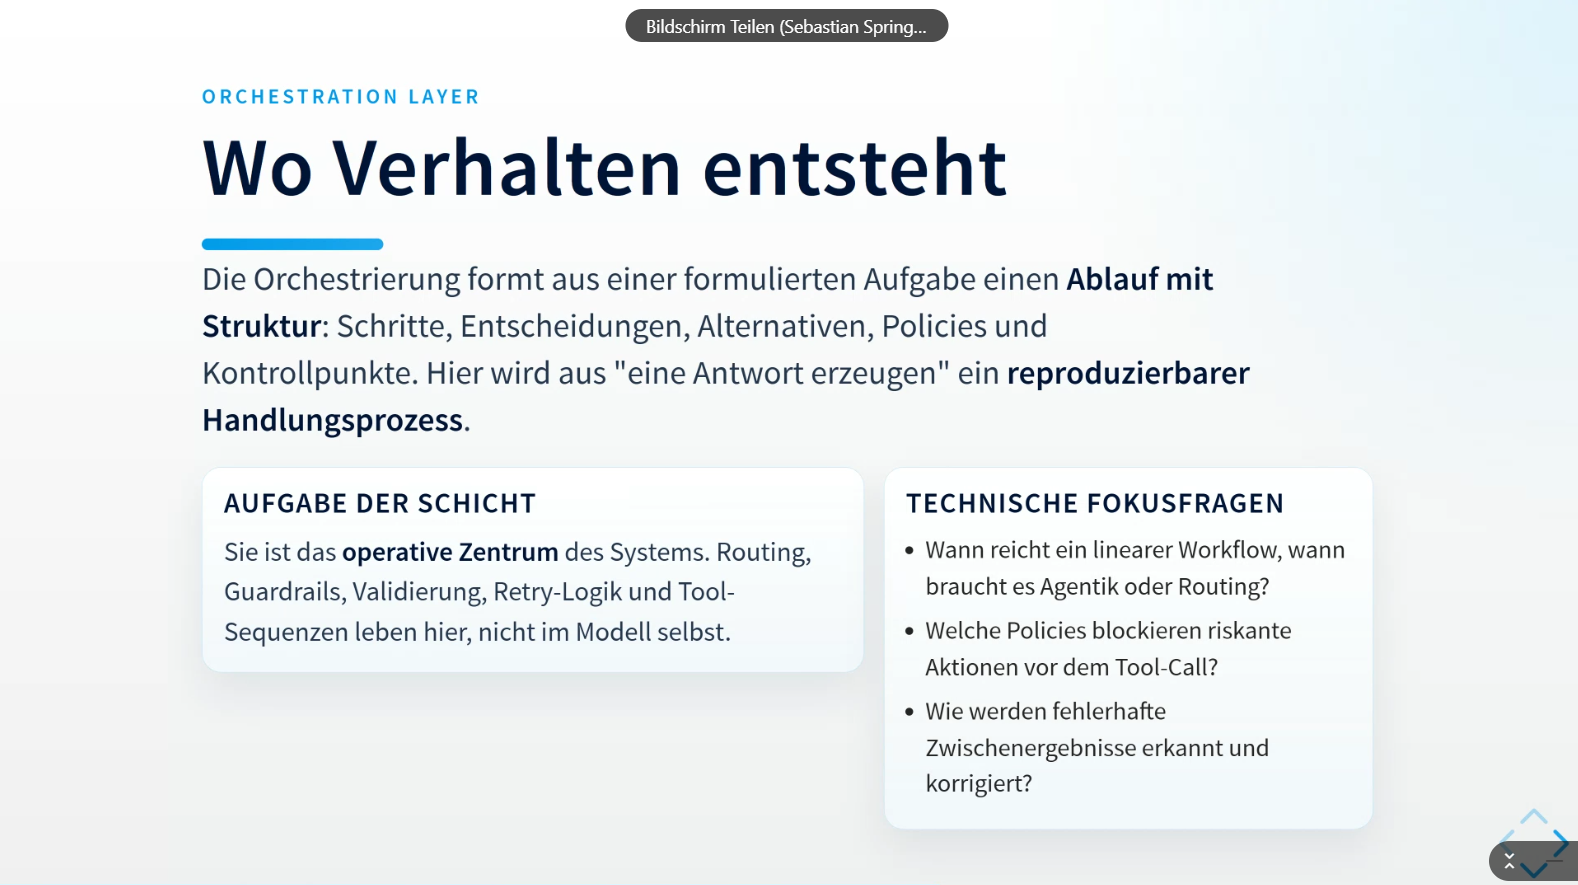 Bildschirm Teilen (Sebastian Spring...
ORCHESTRATION LAYER
Wo Verhalten entsteht
Die Orchestrierung formt aus einer formulierten Aufgabe einen Ablauf mit
Struktur: Schritte, Entscheidungen, Alternativen, Policies und
Kontrollpunkte. Hier wird aus "eine Antwort erzeugen" ein reproduzierbarer
Handlungsprozess.
AUFGABE DER SCHICHT
Sie ist das operative Zentrum des Systems. Routing,
Guardrails, Validierung, Retry-Logik und Tool-
Sequenzen leben hier, nicht im Modell selbst.
TECHNISCHE FOKUSFRAGEN
• Wann reicht ein linearer Workflow, wann
braucht es Agentik oder Routing?
• Welche Policies blockieren riskante
Aktionen vor dem Tool-Call?
• Wie werden fehlerhafte
Zwischenergebnisse erkannt und
korrigiert?